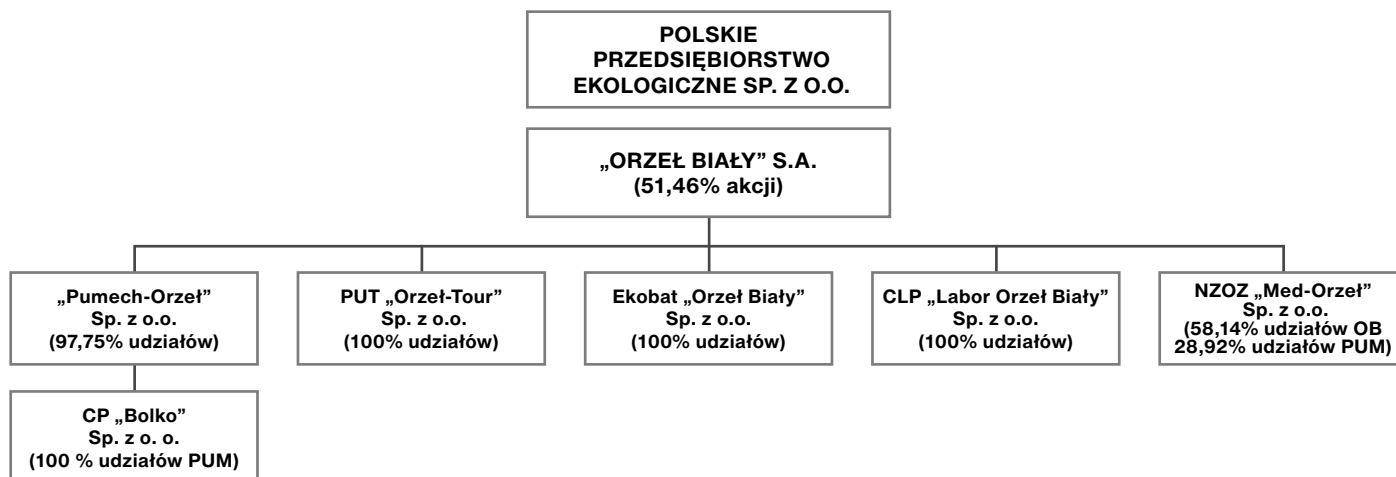 POLSKIE
PRZEDSIĘBIORSTWO
EKOLOGICZNE SP. Z O.O.
„ORZEŁ BIAŁY” S.A.
(51,46% akcji)
„Pumech-Orzeł”
Sp. z o.o.
(97,75% udziałów)
PUT „Orzeł-Tour”
Sp. z o.o.
(100% udziałów)
Ekobat „Orzeł Biały”
Sp. z o.o.
(100% udziałów)
CLP „Labor Orzeł Biały”
Sp. z o.o.
(100% udziałów)
NZOZ „Med-Orzeł”
Sp. z o.o.
(58,14% udziałów OB
28,92% udziałów PUM)
CP „Bolko”
Sp. z o. o.
(100 % udziałów PUM)